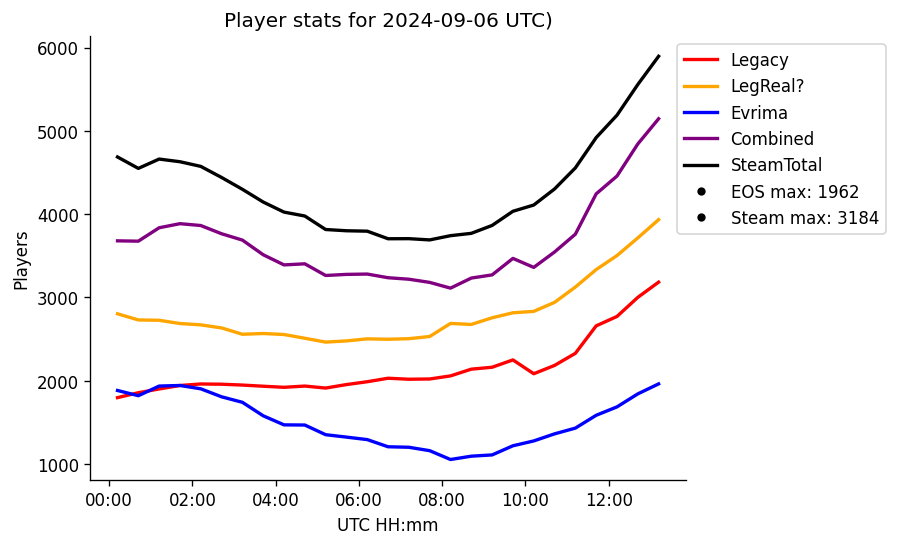 Player stats for 2024-09-06 UTC)
6000
5000
4000
3000
2000
1000
Players
00:00 02:00 04:00 06:00 08:00 10:00 12:00
UTC HH:mm
Legacy
LegReal?
Evrima
Combined
SteamTotal
EOS max: 1962
Steam max: 3184